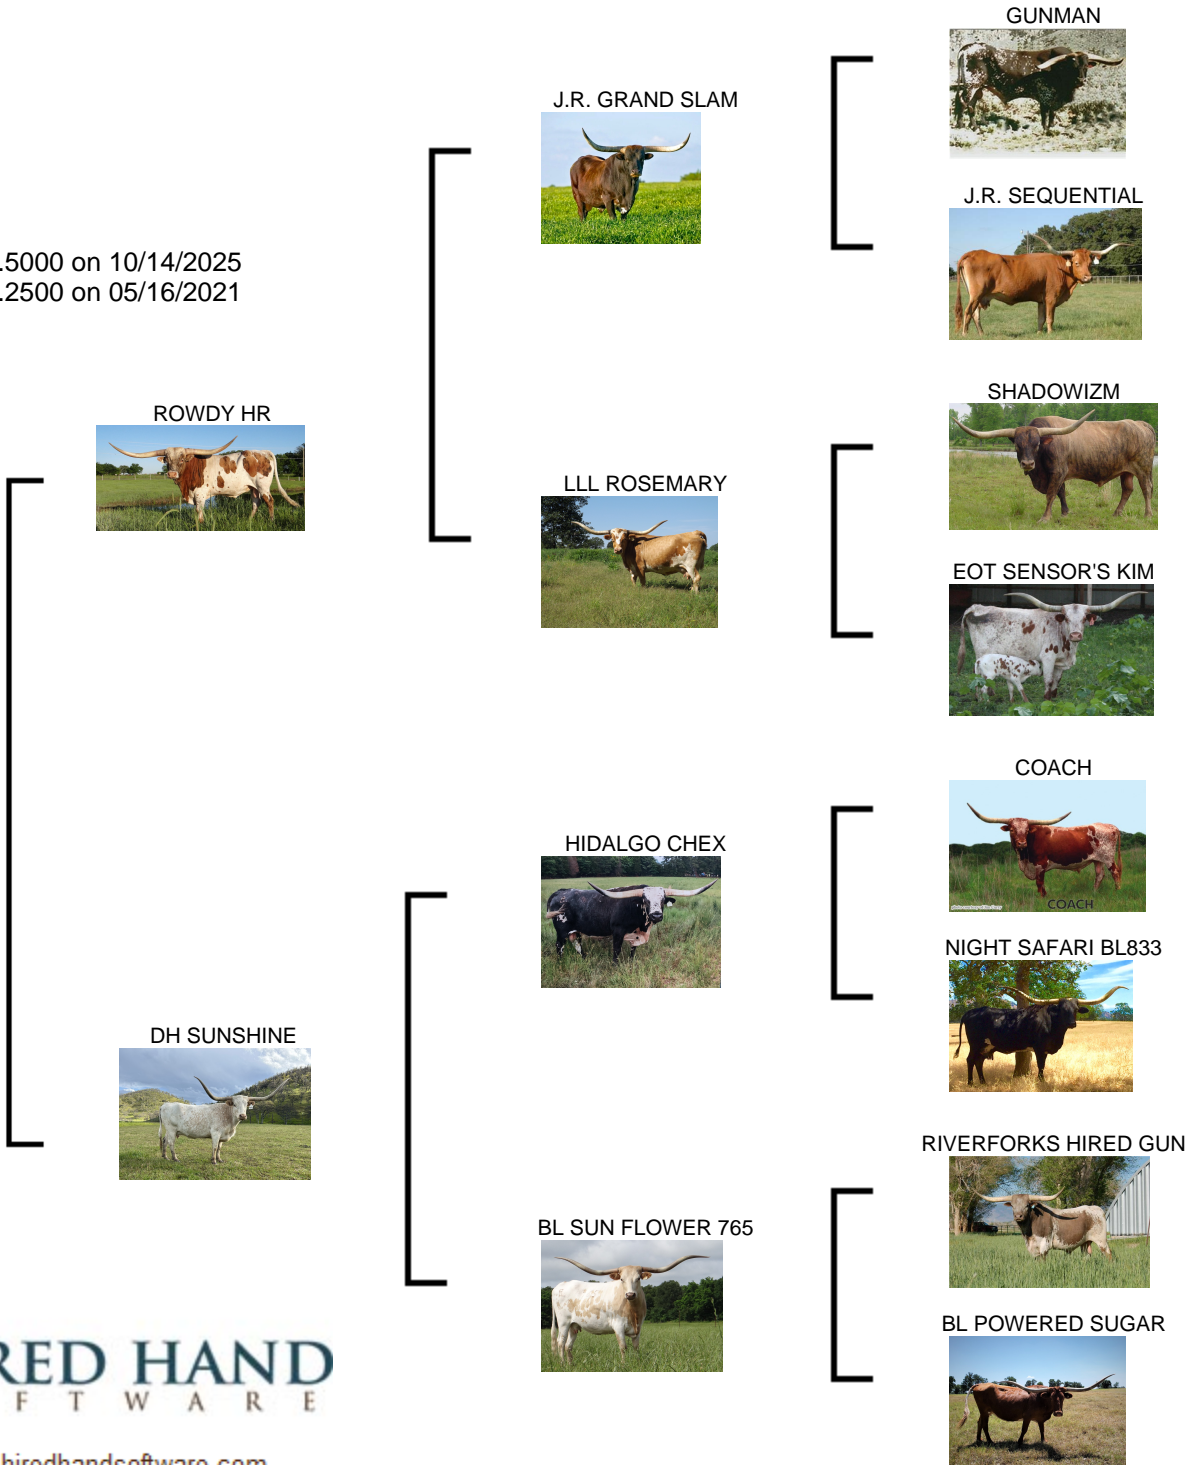 GUNMAN
J.R. GRAND SLAM
J.R. SEQUENTIAL
.5000 on 10/14/2025
.2500 on 05/16/2021
SHADOWIZM
ROWDY HR
LLL ROSEMARY
EOT SENSOR'S KIM
COACH
HIDALGO CHEX
COACH
NIGHT SAFARI BL833
DH SUNSHINE
RIVERFORKS HIRED GUN
BL SUN FLOWER 765
BL POWERED SUGAR
RED HAND
F T W A R E
hiredhandsoftware.com